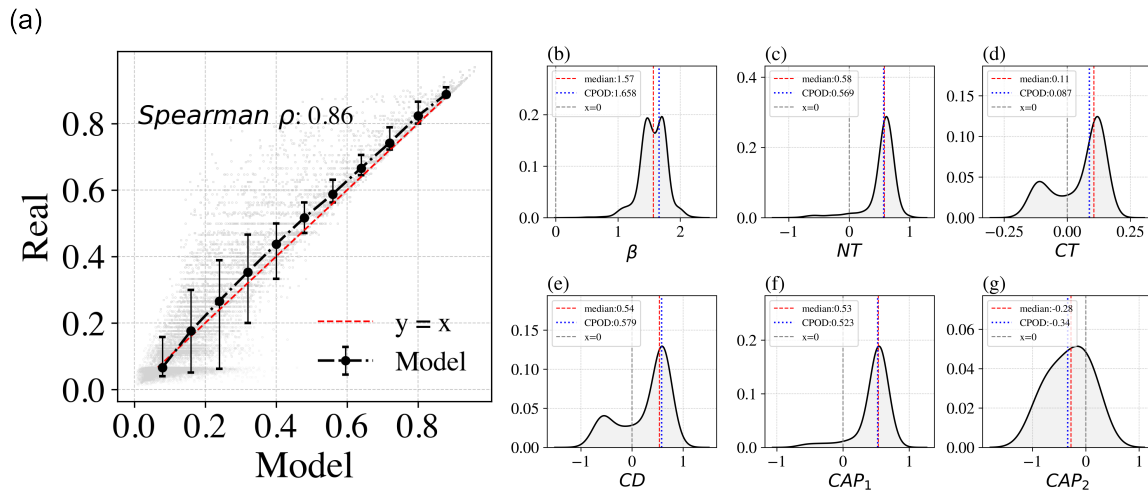 (a)
Spearman ρ: 0.86
Real
0.8
0.6
0.4
0.2
0.0
y = x
Model
0.0 0.2 0.4 0.6 0.8
Model
(b)
median:1.57
CPOD:1.658
x=0
0.2
0.1
0.0
0 1 2
β
(c)
median:0.58
CPOD:0.569
x=0
0.4
0.2
0.0
−1 0 1
NT
(d)
median:0.11
CPOD:0.087
x=0
0.15
0.10
0.05
0.00
−0.25 0.00 0.25
CT
(e)
median:0.54
CPOD:0.579
x=0
0.15
0.10
0.05
0.00
−1 0 1
CD
(f)
median:0.53
CPOD:0.523
x=0
0.2
0.1
0.0
−1 0 1
CAP₁
(g)
median:-0.28
CPOD:-0.34
x=0
0.06
0.04
0.02
0.00
−1 0 1
CAP₂